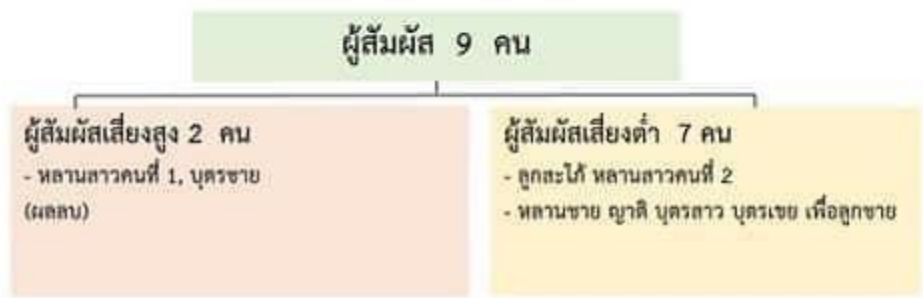 ผู้สัมผัส 9 คน
ผู้สัมผัสเสี่ยงสูง 2 คน
- หลานสาวคนที่ 1, บุตรชาย
(ผลลบ)
ผู้สัมผัสเสี่ยงต่ำ 7 คน
- ลูกสะใภ้ หลานสาวคนที่ 2
- หลานชาย ญาติ บุตรสาว บุตรเขย เพื่อลูกชาย